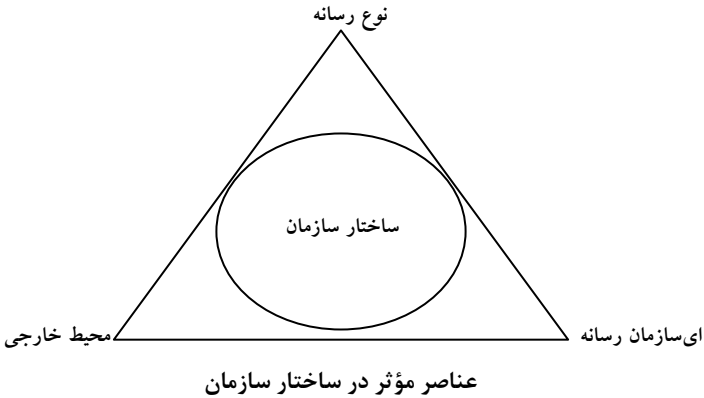 نوع رسانه
ساختار سازمان
ای‌سازمان رسانه
محیط خارجی
عناصر مؤثر در ساختار سازمان